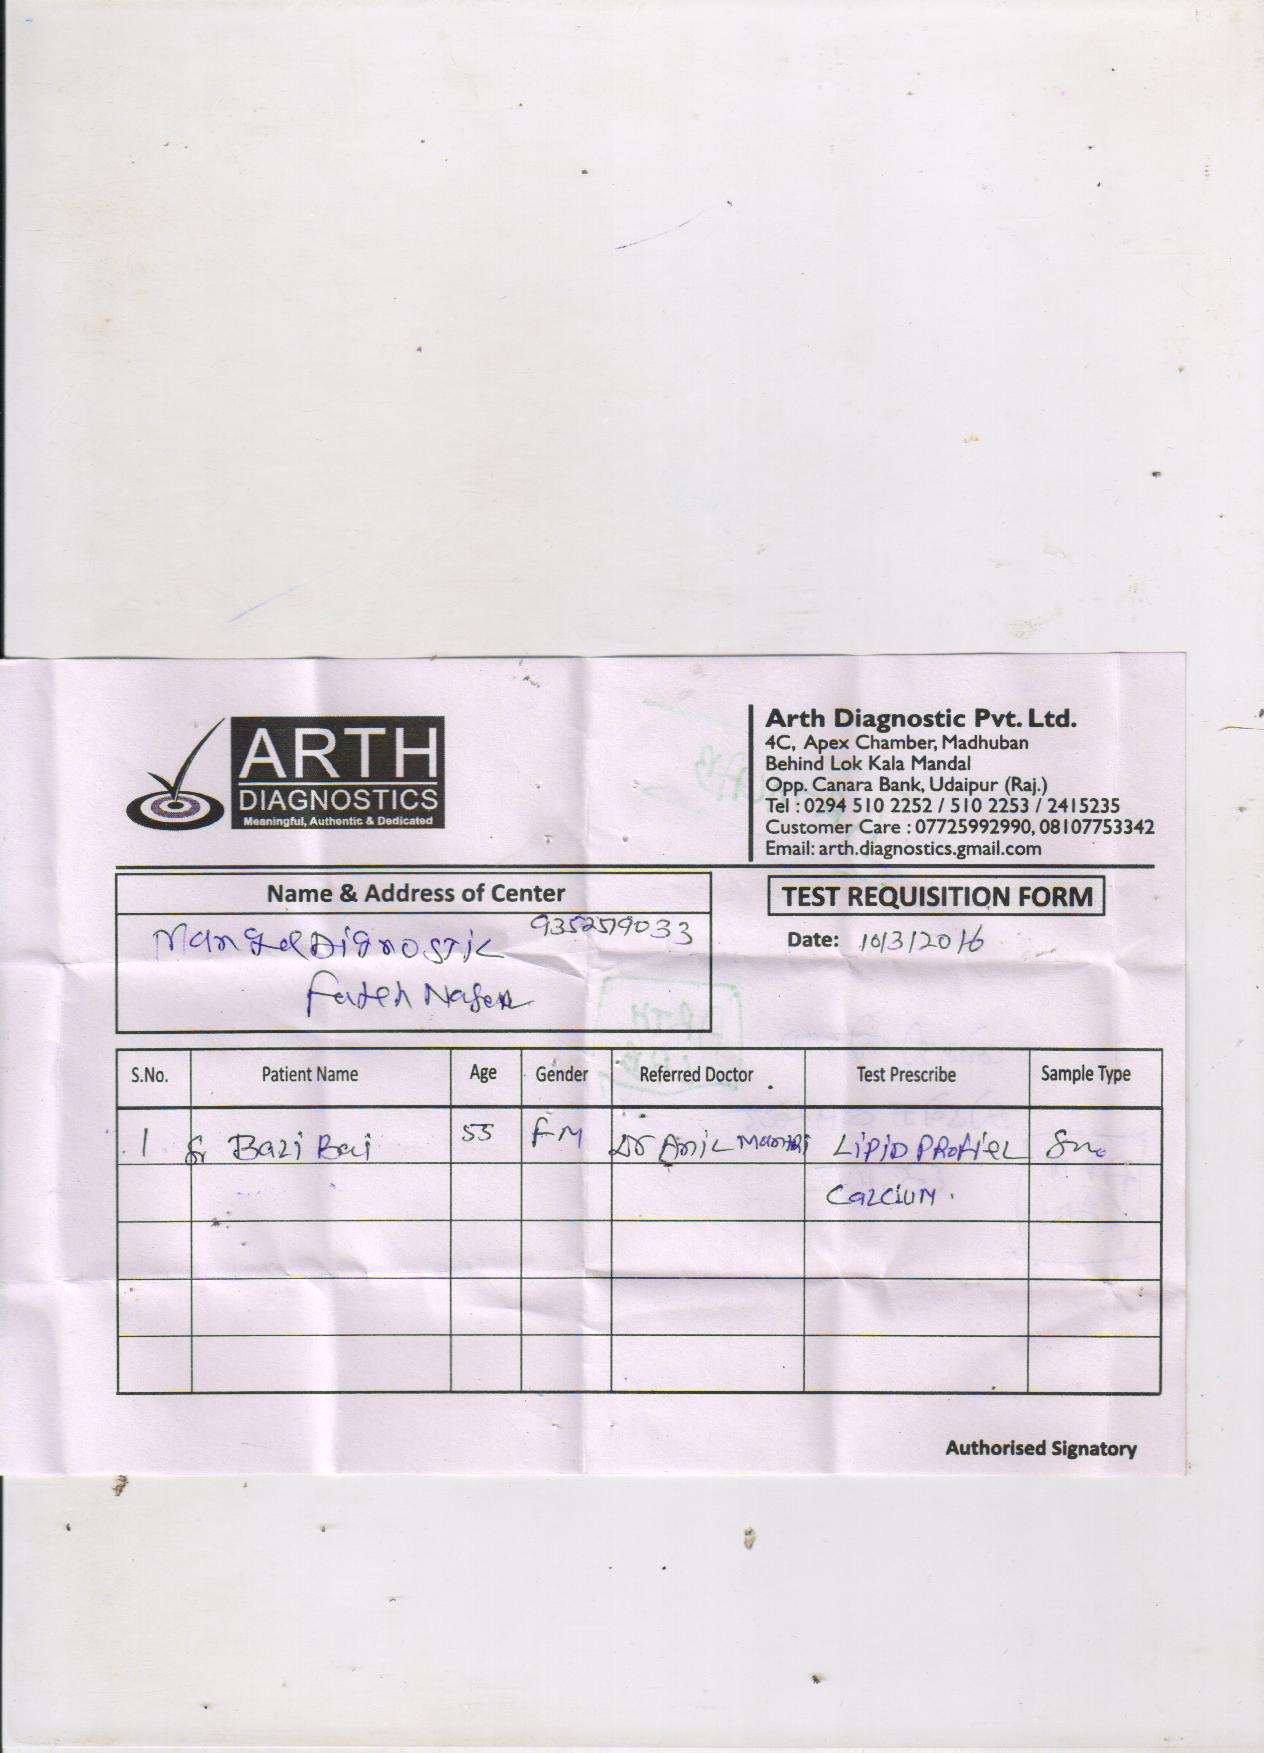 ARTH
DIAGNOSTICS
Meaningful, Authentic & Dedicated
Arth Diagnostic Pvt. Ltd.
4C, Apex Chamber, Madhuban
Behind Lok Kala Mandal
Opp. Canara Bank, Udaipur (Raj.)
Tel : 0294 510 2252 / 510 2253 / 2415235
Customer Care : 07725992990, 08107753342
Email: arth.diagnostics.gmail.com
Name & Address of Center
9352519033
Fateh Nagar
TEST REQUISITION FORM
Date: 10/3/2016
S.No. Patient Name Age Gender Referred Doctor Test Prescribe Sample Type
1 Bazi Bai 55 FM Dr Anil Mantri LiPiD PRofieL
CaLCIUM.
Authorised Signatory